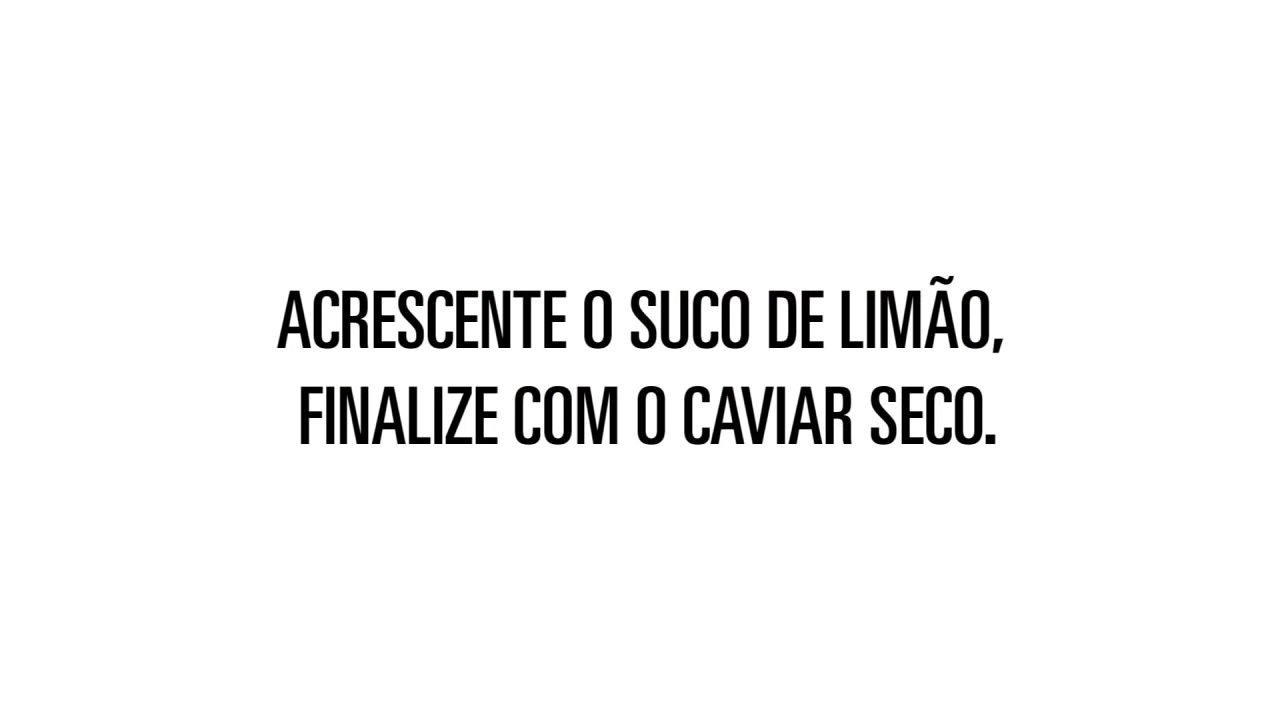 ACRESCENTE O SUCO DE LIMÃO,
FINALIZE COM O CAVIAR SECO.